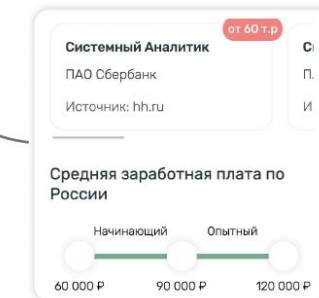 от 60 т.р
Системный Аналитик
ПАО Сбербанк
Источник: hh.ru
С
П.
И
Средняя заработная плата по
России
Начинающий Опытный
60 000 ₽ 90 000 ₽ 120 000 ₽